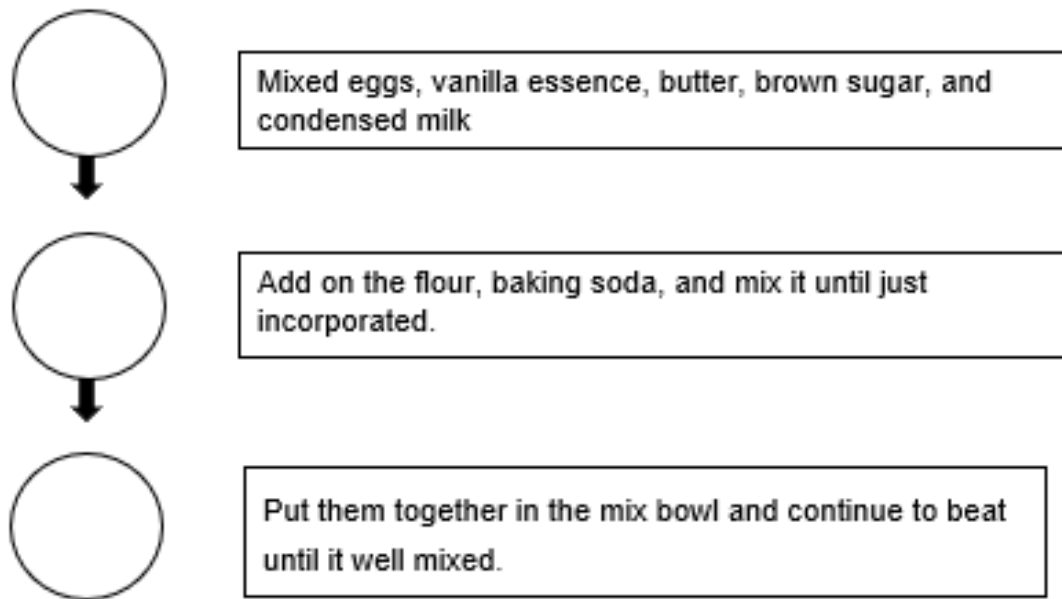 Mixed eggs, vanilla essence, butter, brown sugar, and
condensed milk
Add on the flour, baking soda, and mix it until just
incorporated.
Put them together in the mix bowl and continue to beat
until it well mixed.